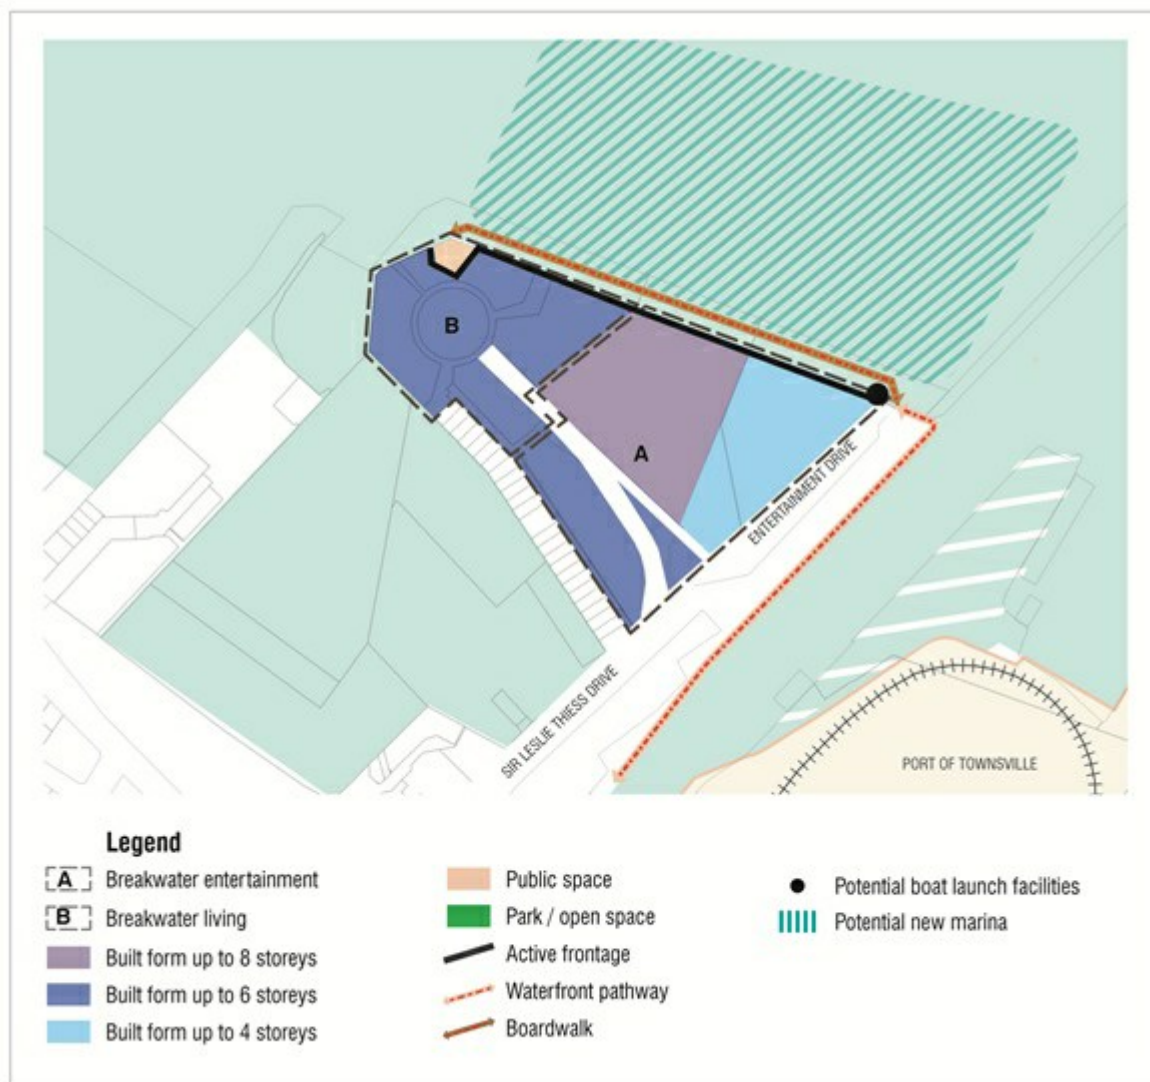 B
A
ENTERTAINMENT DRIVE
SIR LESLIE THIESS DRIVE
PORT OF TOWNSVILLE
Legend
A Breakwater entertainment
B Breakwater living
Built form up to 8 storeys
Built form up to 6 storeys
Built form up to 4 storeys
Public space
Park / open space
Active frontage
Waterfront pathway
Boardwalk
Potential boat launch facilities
Potential new marina